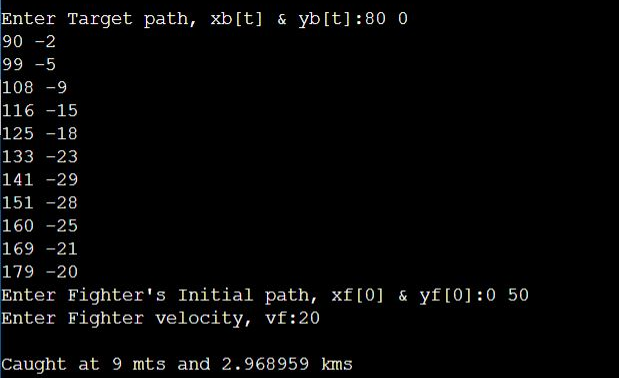 Enter Target path, xb[t] & yb[t]:80 0
90 -2
99 -5
108 -9
116 -15
125 -18
133 -23
141 -29
151 -28
160 -25
169 -21
179 -20
Enter Fighter's Initial path, xf[0] & yf[0]:0 50
Enter Fighter velocity, vf:20
Caught at 9 mts and 2.968959 kms